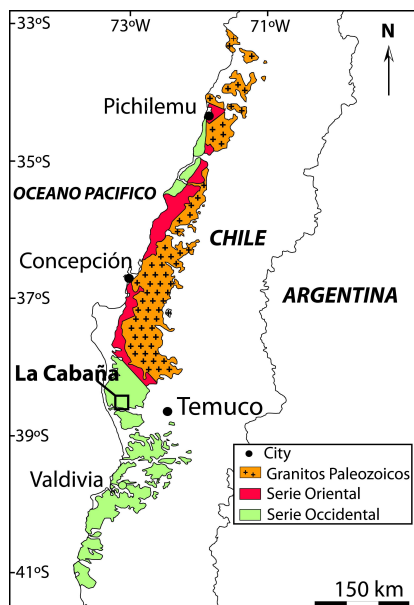 73°W
71°W
33°S
N
Pichilemu
35°S
OCEANO PACIFICO
CHILE
Concepción
ARGENTINA
37°S
La Cabaña
Temuco
39°S
City
Granitos Paleozoicos
Valdivia
Serie Oriental
Serie Occidental
41°S
150 km